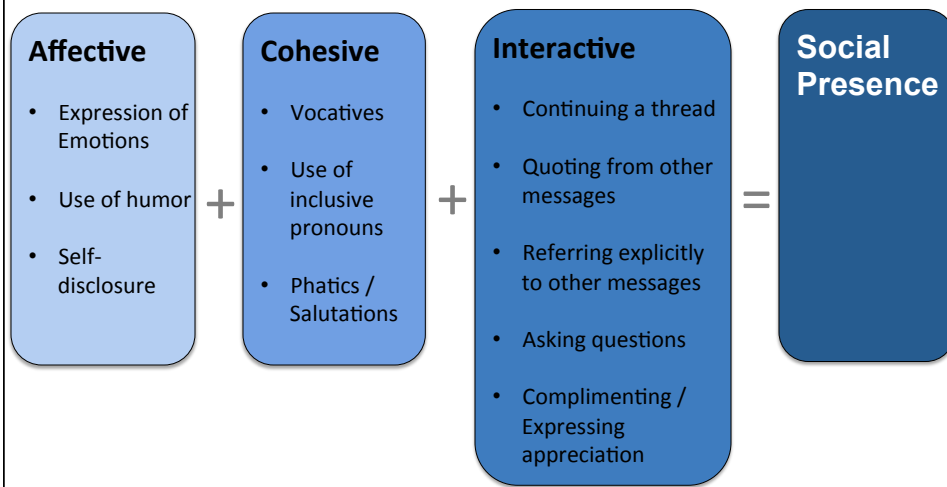 Affective
• Expression of
Emotions
• Use of humor
• Self-
disclosure
+
Cohesive
• Vocatives
• Use of
inclusive
pronouns
• Phatics /
Salutations
+
Interactive
• Continuing a thread
• Quoting from other
messages
• Referring explicitly
to other messages
• Asking questions
• Complimenting /
Expressing
appreciation
=
Social
Presence